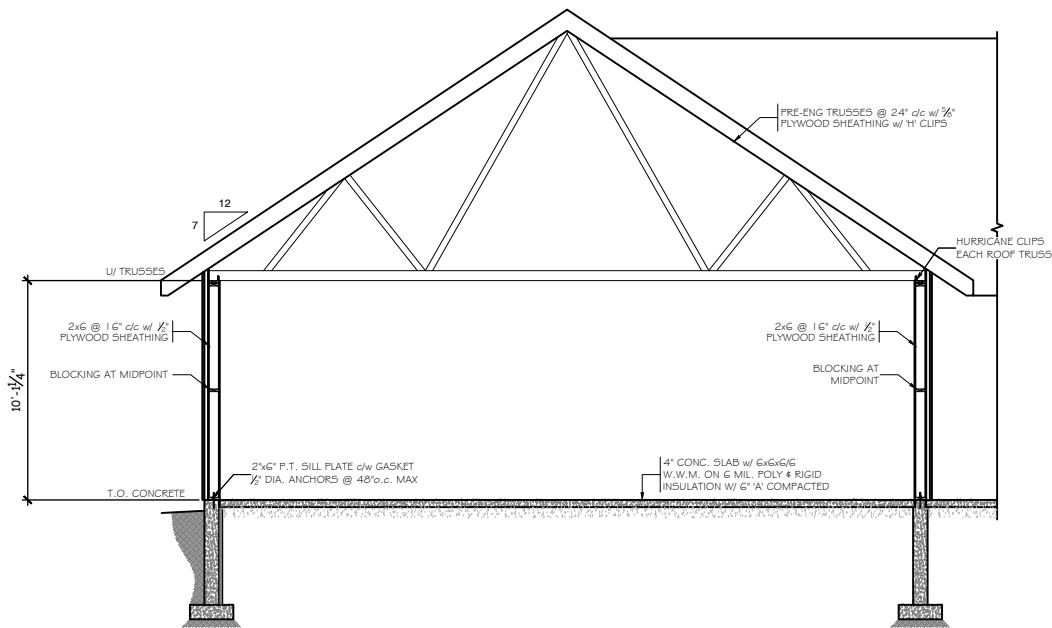 PRE-ENG TRUSSES @ 24" c/c w/ 5/8"
PLYWOOD SHEATHING w/ 'H' CLIPS
12
7
HURRICANE CLIPS
EACH ROOF TRUSS
U/ TRUSSES
2x6 @ 16" c/c w/ 1/2"
PLYWOOD SHEATHING
2x6 @ 16" c/c w/ 1/2"
PLYWOOD SHEATHING
BLOCKING AT MIDPOINT
BLOCKING AT
MIDPOINT
10'-1 1/4"
2"x6" P.T. SILL PLATE c/w GASKET
1/2" DIA. ANCHORS @ 48"o.c. MAX
4" CONC. SLAB w/ 6x6x6/6
W.W.M. ON 6 MIL. POLY & RIGID
INSULATION W/ 6" 'A' COMPACTED
T.O. CONCRETE